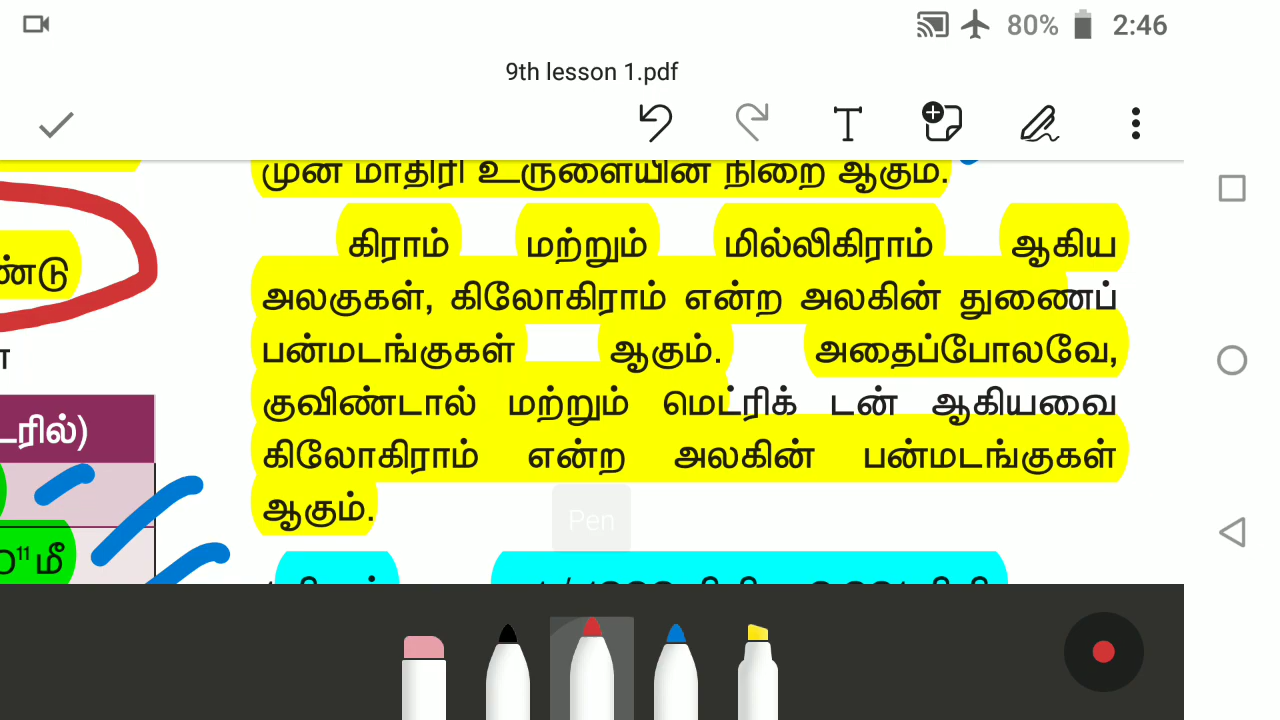 80% 2:46
9th lesson 1.pdf
முன் மாதிரி உருளையின் நிறை ஆகும்.
கிராம் மற்றும் மில்லிகிராம் ஆகிய
ண்டு
அலகுகள், கிலோகிராம் என்ற அலகின் துணைப்
பன்மடங்குகள் ஆகும். அதைப்போலவே,
குவிண்டால் மற்றும் மெட்ரிக் டன் ஆகியவை
டரில்)
கிலோகிராம் என்ற அலகின் பன்மடங்குகள்
ஆகும்.
Pen
மீ